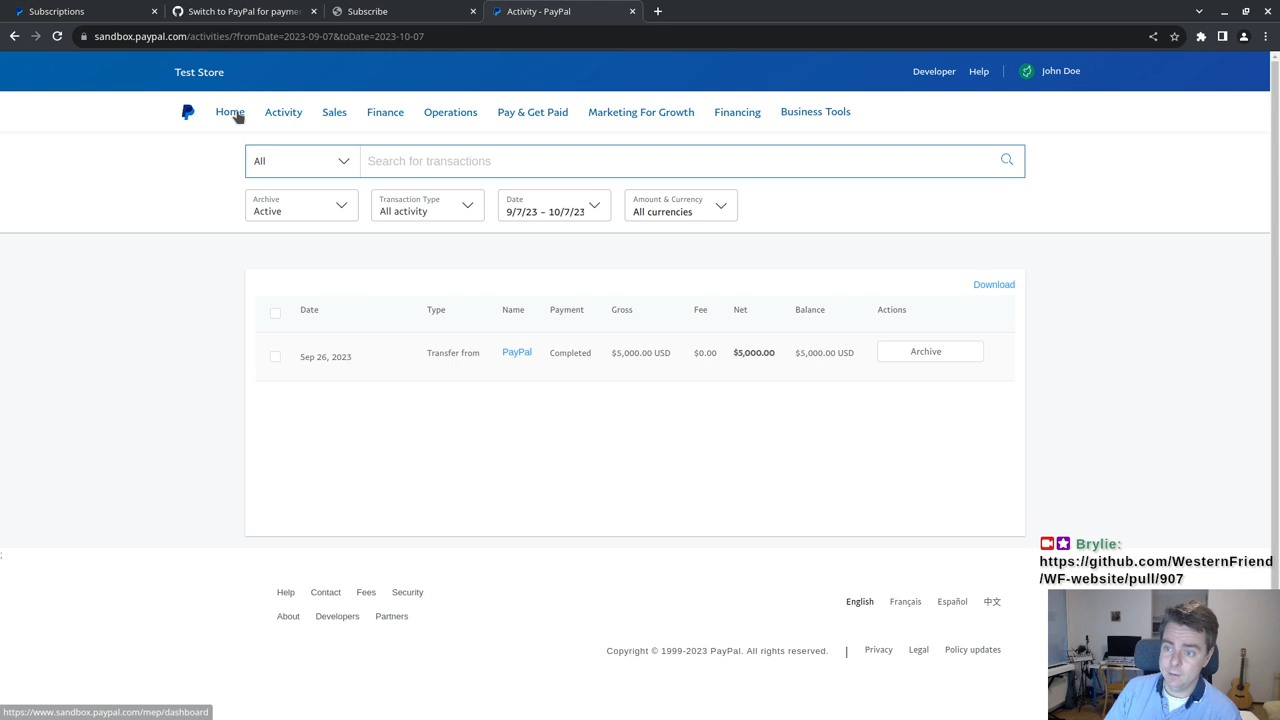 Subscriptions
Switch to Paymen
Subscriber
Activity - PayPal
sandbox.paypal.com/activities/?fromDate=2023-09-07&toDate=2023-10-07
Test Store
Developer
Help
John Doe
Home
Activity
Sales
Finance
Operations
Pay & Get Paid
Marketing For Growth
Financing
Business Tools
All
Search for transactions
Archive
Active
Transaction Type
All activity
Date
9/7/23 – 10/7/23
Amount & Currency
All currencies
Download
Date
Type
Name
Payment
Gross
Fee
Net
Balance
Actions
Sep 26, 2023
Transfer from
PayPal
Completed
$5,000.00 USD
$0.00
$5,000.00
$5,000.00 USD
Archive
Brylie:
https://github.com/WesternFriend
/WF-website/pull/907
;
Help
Contact
Fees
Security
About
Developers
Partners
English
Français
Español
中文
Copyright © 1999-2023 PayPal. All rights reserved.
Privacy
Legal
Policy updates
https://www.sandbox.paypal.com/mep/dashboard